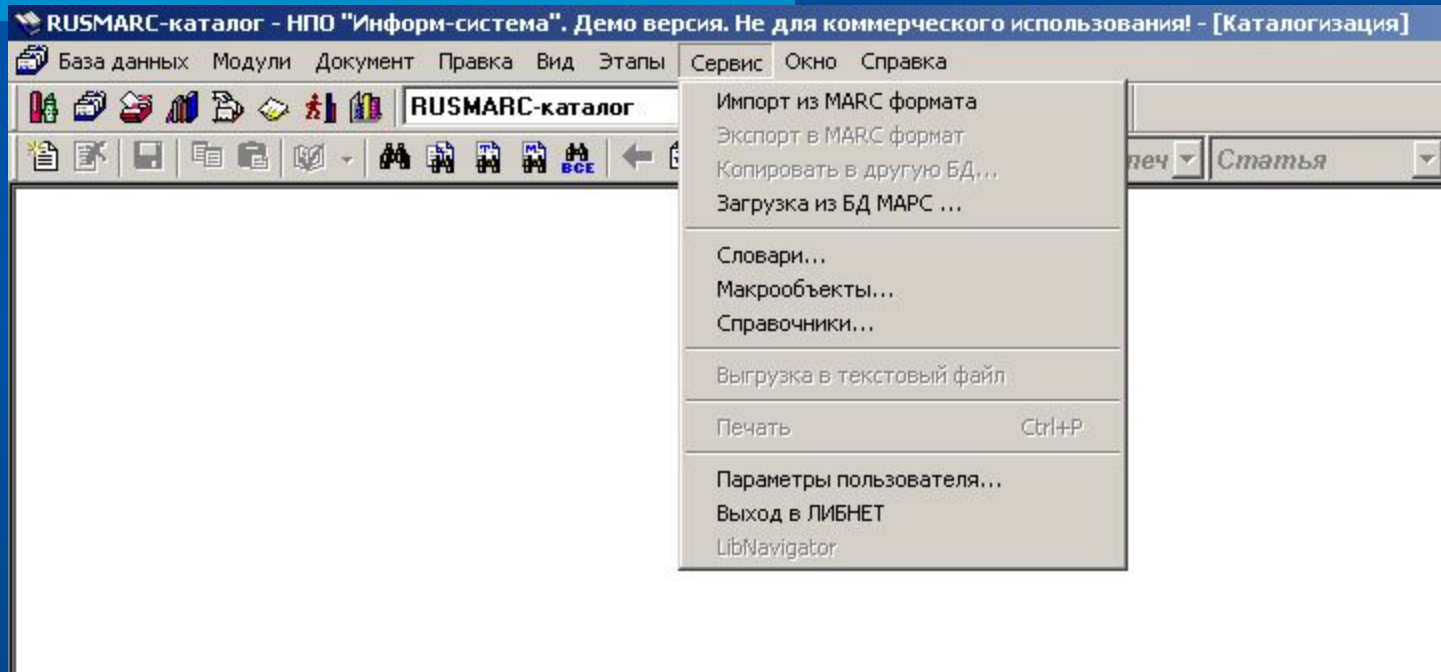 RUSMARC-каталог - НПО "Информ-система". Демо версия. Не для коммерческого использования! - [Каталогизация]
База данных Модули Документ Правка Вид Этапы Сервис Окно Справка
RUSMARC-каталог
ВСЕ Статья
Импорт из MARC формата
Экспорт в MARC формат
Копировать в другую БД...
Загрузка из БД МАРС ...
Словари...
Макрообъекты...
Справочники...
Выгрузка в текстовый файл
Печать Ctrl+P
Параметры пользователя...
Выход в ЛИБНЕТ
LibNavigator